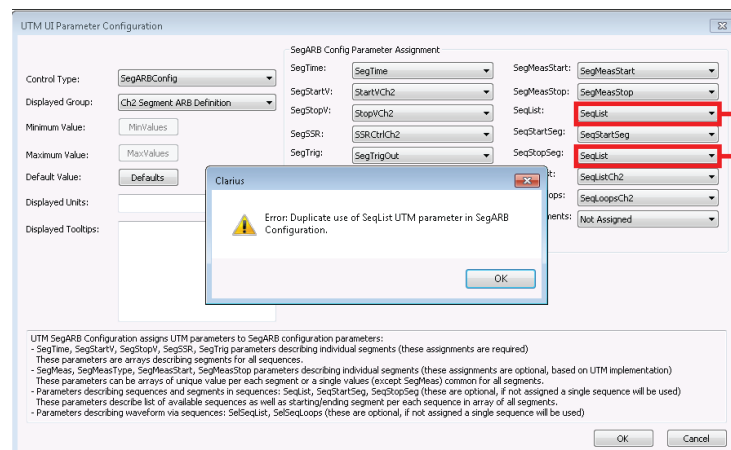 UTM UI Parameter Configuration
SegARB Config Parameter Assignment
Control Type: SegARBConfig
Displayed Group: Ch2 Segment ARB Definition
Minimum Value: MinValues
Maximum Value: MaxValues
Default Value: Defaults
Displayed Units:
Displayed Tooltips:
SegTime: SegTime
SegStartV: StartVCh2
SegStopV: StopVCh2
SegSSR: SSRCtrlCh2
SegTrig: SegTrigOut
SegMeasStart: SegMeasStart
SegMeasStop: SegMeasStop
SegList: SeqList
SeqStartSeg: SeqStartSeg
SeqStopSeg: SeqList
t: SeqListCh2
ops: SeqLoopsCh2
ments: Not Assigned
Clarius
Error: Duplicate use of SeqList UTM parameter in SegARB
Configuration.
OK
UTM SegARB Configuration assigns UTM parameters to SegARB configuration parameters:
- SegTime, SegStartV, SegStopV, SegSSR, SegTrig parameters describing individual segments (these assignments are required)
These parameters are arrays describing segments for all sequences.
- SegMeas, SegMeasType, SegMeasStart, SegMeasStop parameters describing individual segments (these assignments are optional, based on UTM implementation)
These parameters can be arrays of unique value per each segment or a single values (except SegMeas) common for all segments.
- Parameters describing sequences and segments in sequences: SeqList, SeqStartSeg, SeqStopSeg (these are optional, if not assigned a single sequence will be used)
These parameters describe list of available sequences as well as starting/ending segment per each sequence in array of all segments.
- Parameters describing waveform via sequences: SelSeqList, SelSeqLoops (these are optional, if not assigned a single sequence will be used)
OK
Cancel